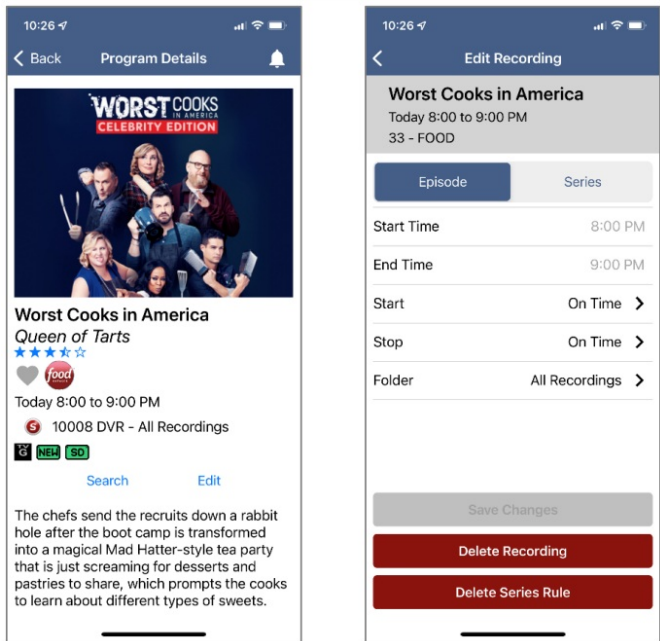 10:26
Back
Program Details
WORST COOKS
IN AMERICA
CELEBRITY EDITION
Worst Cooks in America
Queen of Tarts
food
NETWORK
Today 8:00 to 9:00 PM
S 10008 DVR - All Recordings
TV G NEW SD
Search Edit
The chefs send the recruits down a rabbit
hole after the boot camp is transformed
into a magical Mad Hatter-style tea party
that is just screaming for desserts and
pastries to share, which prompts the cooks
to learn about different types of sweets.
10:26
Edit Recording
Worst Cooks in America
Today 8:00 to 9:00 PM
33 - FOOD
Episode Series
Start Time 8:00 PM
End Time 9:00 PM
Start On Time
Stop On Time
Folder All Recordings
Save Changes
Delete Recording
Delete Series Rule